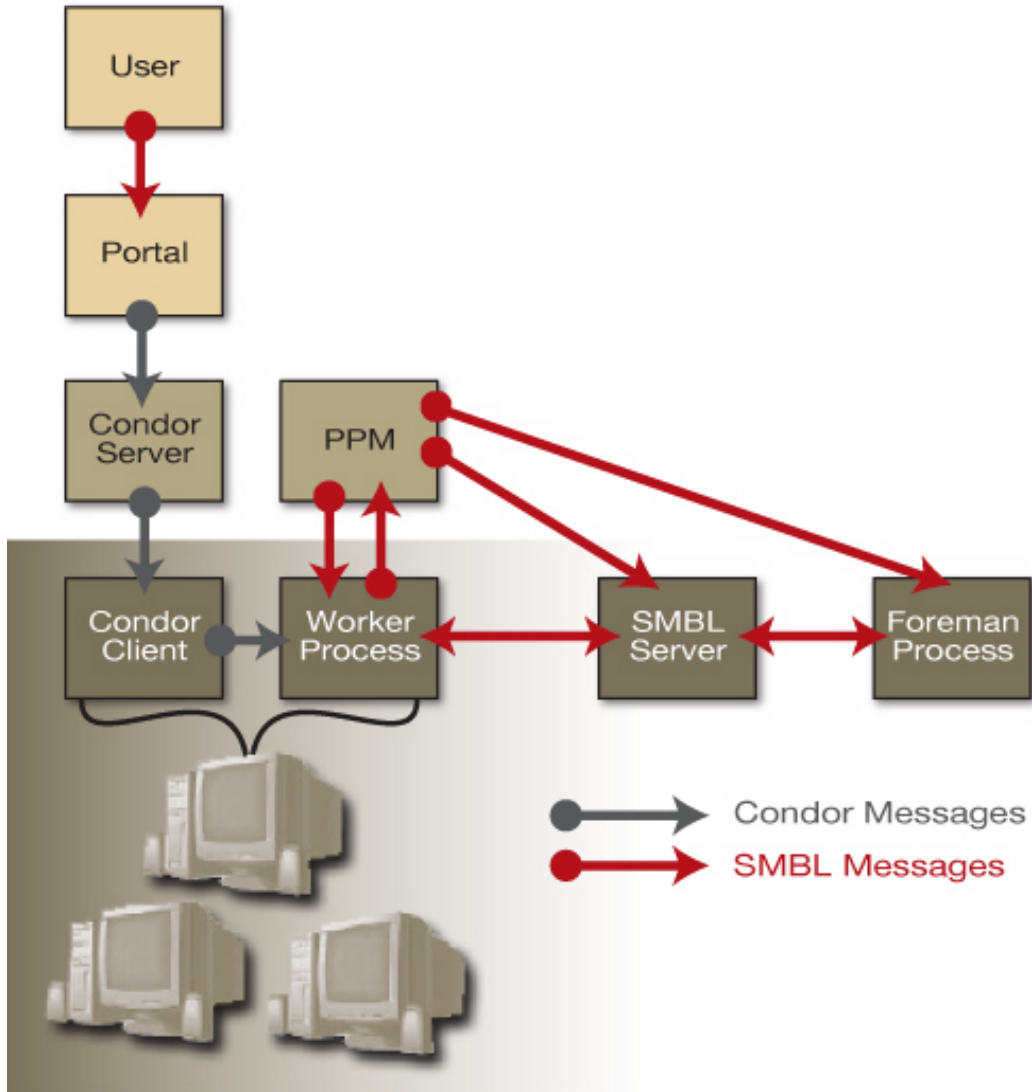 User
Portal
Condor
Server
PPM
Condor
Client
Worker
Process
SMBL
Server
Foreman
Process
Condor Messages
SMBL Messages